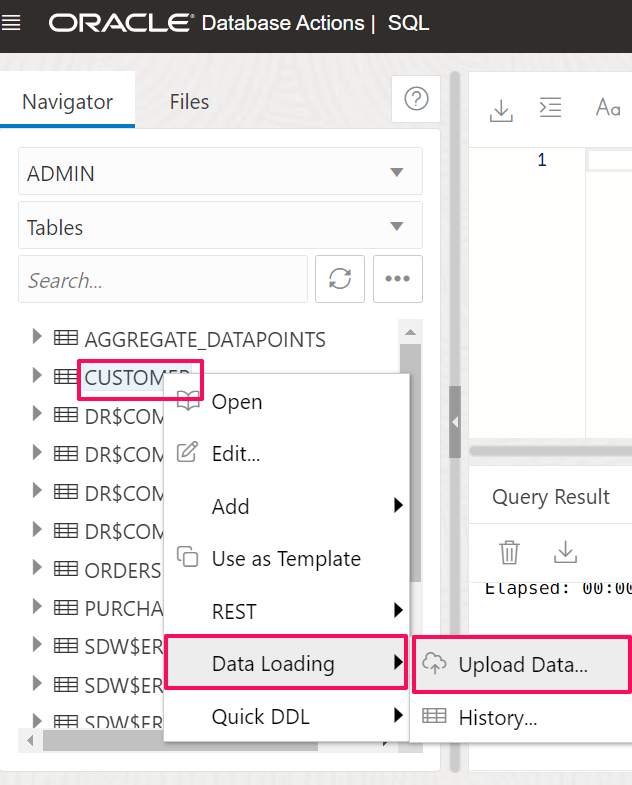 ORACLE Database Actions | SQL
Navigator Files
Aa
ADMIN
1
Tables
Search...
AGGREGATE_DATAPOINTS
CUSTOMER
Open
DR$COM
DR$COM
Edit...
DR$COM
Add
DR$COM
Use as Template
ORDERS
PURCHA
REST
SDW$ER
Data Loading
SDW$ER
Quick DDL
SDW$ER
Upload Data...
History...
Query Result
Elapsed: 00:00